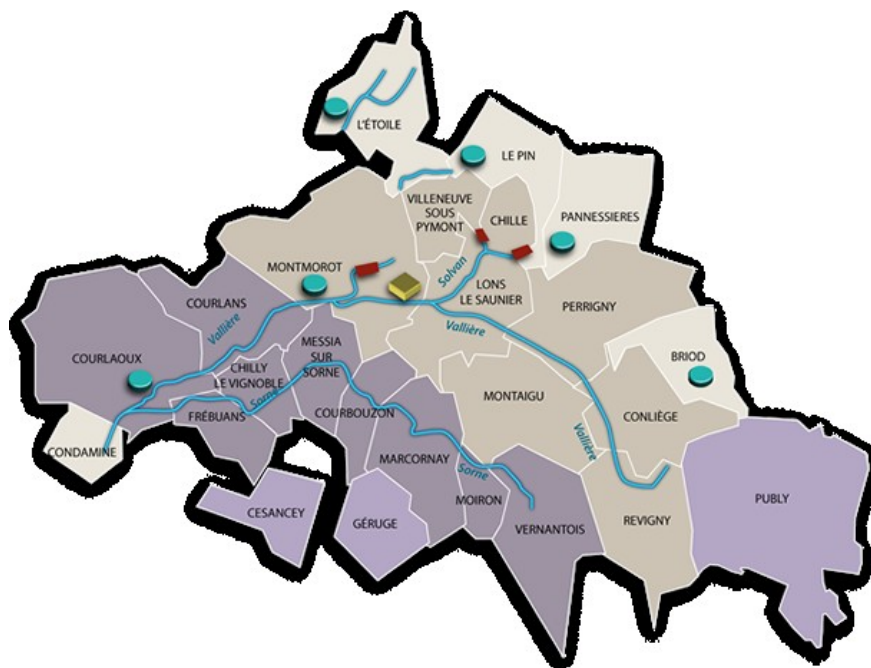 L'ÉTOILE
LE PIN
VILLENEUVE
SOUS
PYMONT
CHILLE
PANNESSIERES
MONTMOROT
Solvan
LONS
LE SAUNIER
COURLANS
PERRIGNY
Vallière
Vallière
MESSIA
SUR
SORNE
COURLAOUX
BRIOD
CHILLY
LE VIGNOBLE
MONTAIGU
Sorne
CONLIÈGE
FRÉBUANS
COURBOUZON
Vallière
CONDAMINE
MARCORNAY
Sorne
PUBLY
MOIRON
CESANCEY
GÉRUGE
VERNANTOIS
REVIGNY